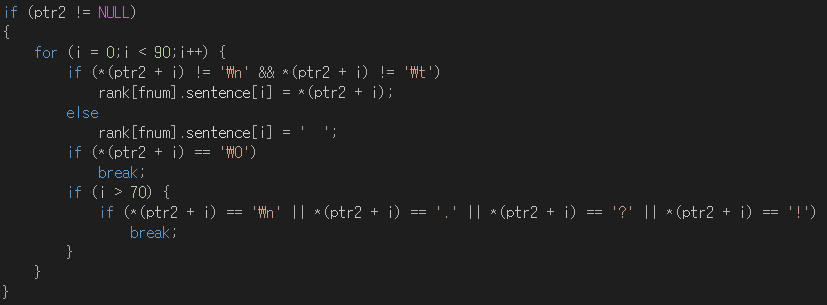 if (ptr2 != NULL)
{
    for (i = 0;i < 90;i++) {
        if (*(ptr2 + i) != '₩n' && *(ptr2 + i) != '₩t')
            rank[fnum].sentence[i] = *(ptr2 + i);
        else
            rank[fnum].sentence[i] = '  ';
        if (*(ptr2 + i) == '₩0')
            break;
        if (i > 70) {
            if (*(ptr2 + i) == '₩n' || *(ptr2 + i) == '.' || *(ptr2 + i) == '?' || *(ptr2 + i) == '!')
                break;
        }
    }
}